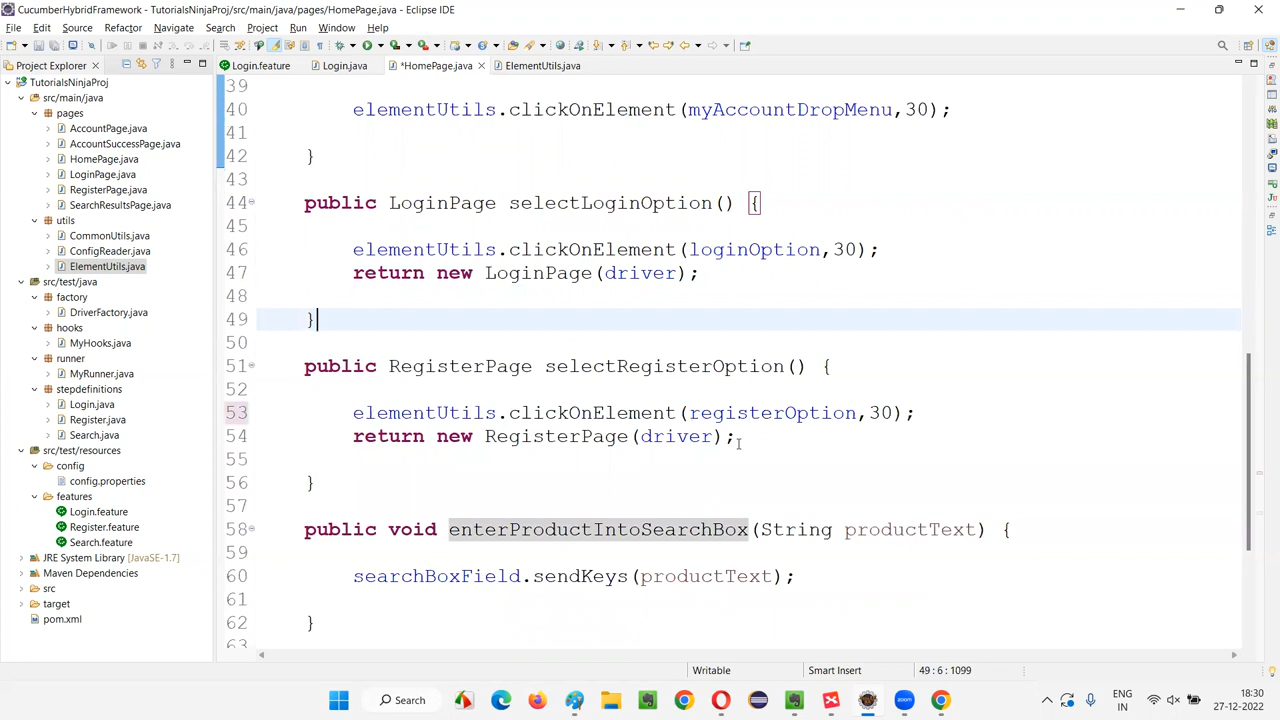 CucumberHybridFramework - TutorialsNinjaProj/src/main/java/pages/HomePage.java - Eclipse IDE
File Edit Source Refactor Navigate Search Project Run Window Help
Project Explorer
Login.feature Login.java *HomePage.java ElementUtils.java
TutorialsNinjaProj
src/main/java
pages
AccountPage.java
AccountSuccessPage.java
HomePage.java
LoginPage.java
RegisterPage.java
SearchResultsPage.java
utils
CommonUtils.java
ConfigReader.java
ElementUtils.java
src/test/java
factory
DriverFactory.java
hooks
MyHooks.java
runner
MyRunner.java
stepdefinitions
Login.java
Register.java
Search.java
src/test/resources
config
config.properties
features
Login.feature
Register.feature
Search.feature
JRE System Library [JavaSE-1.7]
Maven Dependencies
src
target
pom.xml
39
40 elementUtils.clickOnElement(myAccountDropMenu,30);
41
42 }
43
44 public LoginPage selectLoginOption() {
45
46 elementUtils.clickOnElement(loginOption,30);
47 return new LoginPage(driver);
48
49 }
50
51 public RegisterPage selectRegisterOption() {
52
53 elementUtils.clickOnElement(registerOption,30);
54 return new RegisterPage(driver);
55
56 }
57
58 public void enterProductIntoSearchBox(String productText) {
59
60 searchBoxField.sendKeys(productText);
61
62 }
63
Writable Smart Insert 49 : 6 : 1099
Search
ENG
IN
18:30
27-12-2022